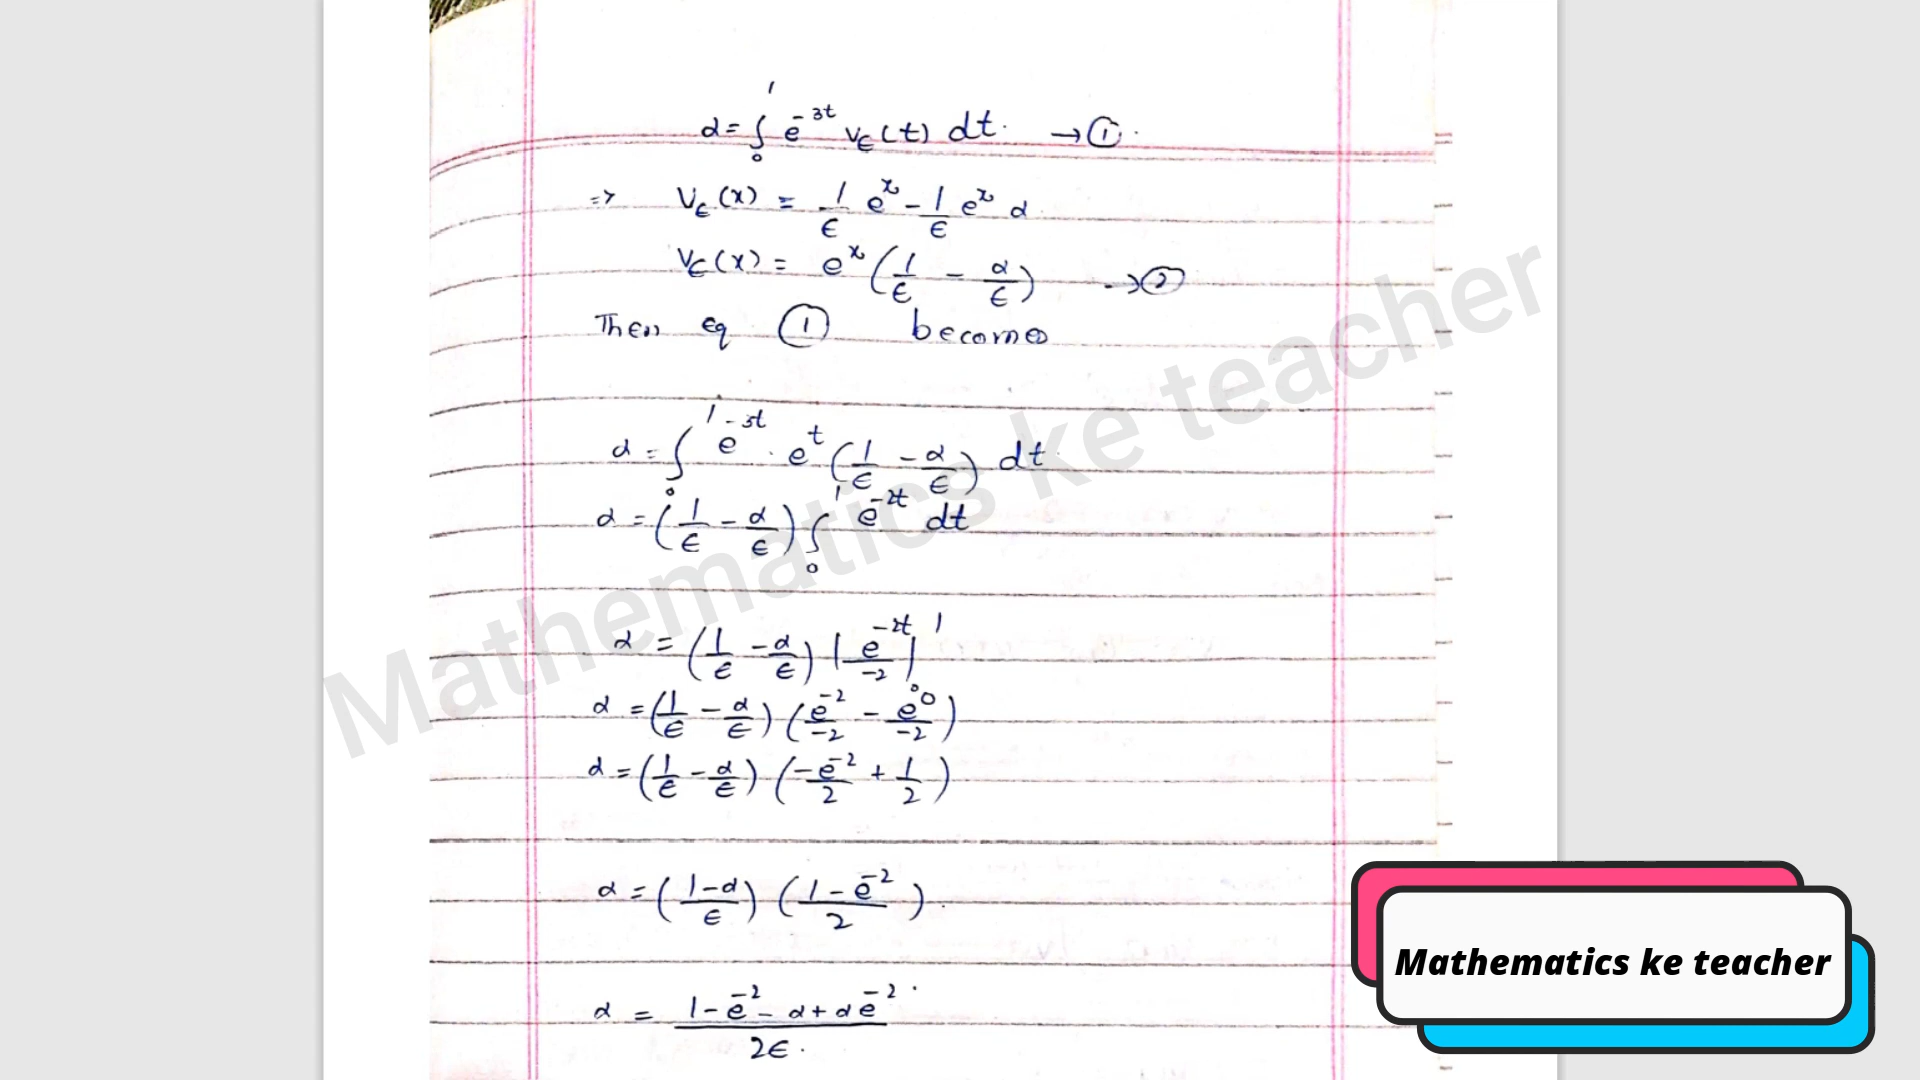 α = ∫₀¹ e^{-3t} v_ϵ(t) dt. → ①.
=> V_ϵ(x) = 1/ϵ e^x - 1/ϵ e^x α
V_ϵ(x) = e^x (1/ϵ - α/ϵ) → ②
Then eq ① becomes
α = ∫₀¹ e^{-3t} . e^t (1/ϵ - α/ϵ) dt
α = (1/ϵ - α/ϵ) ∫₀¹ e^{-2t} dt
α = (1/ϵ - α/ϵ) |e^{-2t}/-2|₀¹
α = (1/ϵ - α/ϵ) (e^{-2}/-2 - e^0/-2)
α = (1/ϵ - α/ϵ) (-e^{-2}/2 + 1/2)
α = (1-α/ϵ) (1 - e^{-2}/2).
α = 1 - e^{-2} - α + α e^{-2}/2ϵ.
Mathematics ke teacher
Mathematics ke teacher